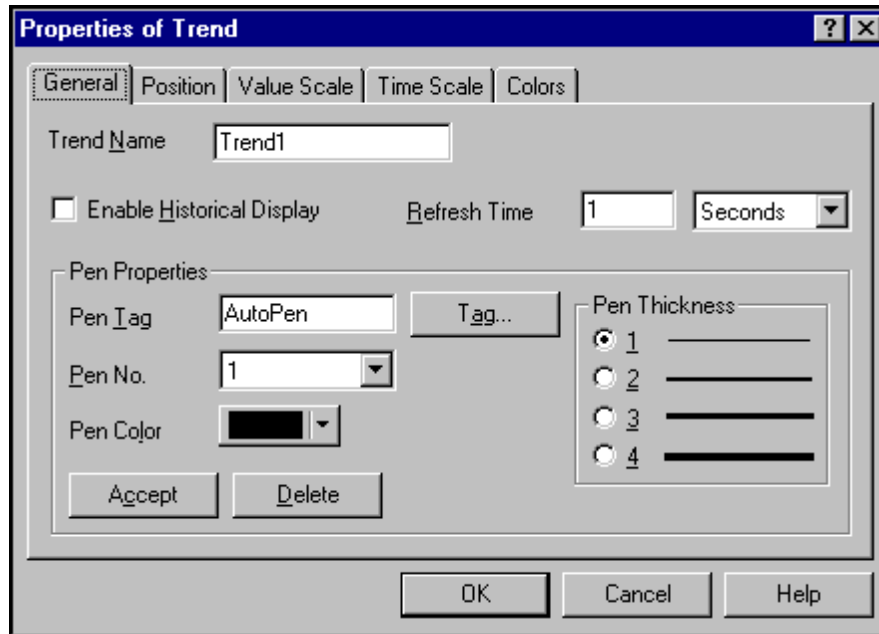 Properties of Trend
General Position Value Scale Time Scale Colors
Trend Name Trend1
Enable Historical Display Refresh Time 1 Seconds
Pen Properties
Pen Tag AutoPen Tag... Pen Thickness
1
Pen No. 1
2
3
Pen Color
4
Accept Delete
OK Cancel Help